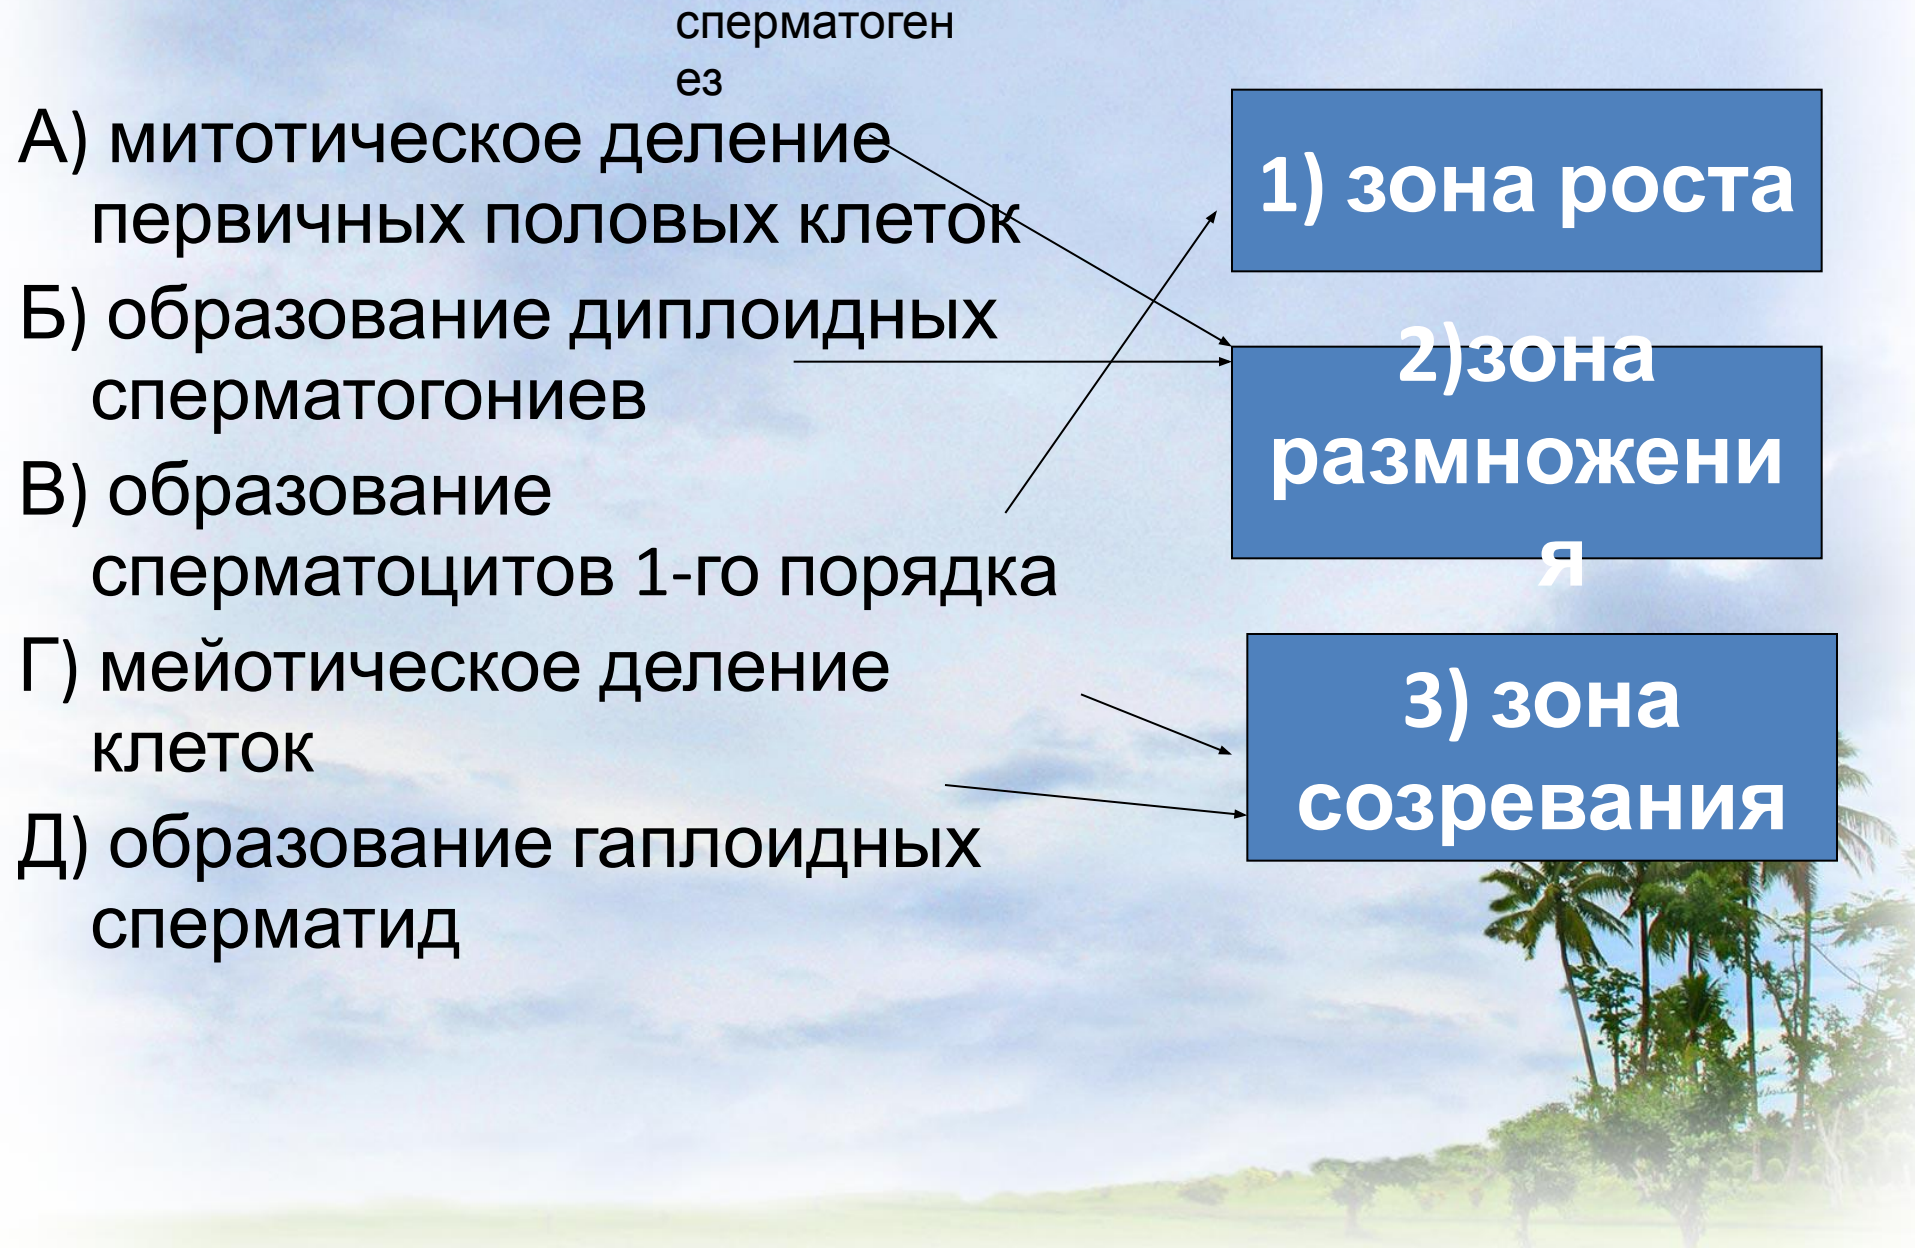 сперматоген
ез
А) митотическое деление
первичных половых клеток
Б) образование диплоидных
сперматогониев
В) образование
сперматоцитов 1-го порядка
Г) мейотическое деление
клеток
Д) образование гаплоидных
сперматид
1) зона роста
2)зона
размножени
я
3) зона
созревания